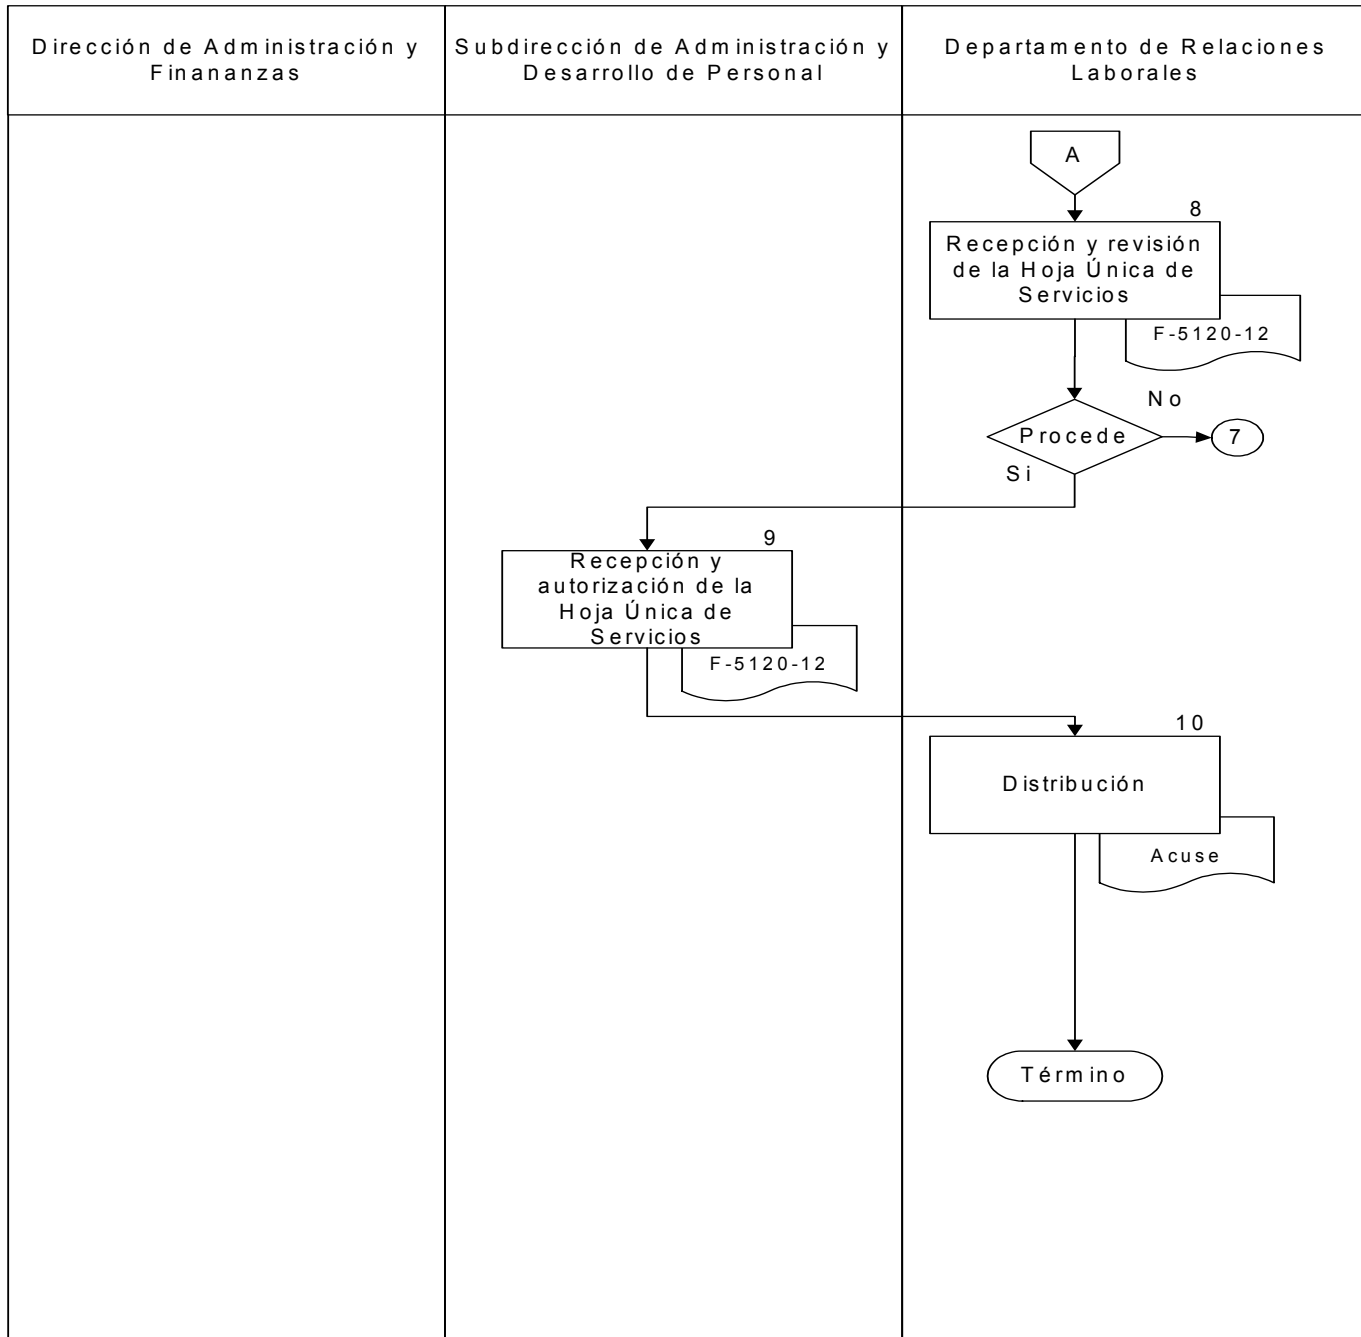 Dirección de Administración y
Finananzas
Subdirección de Administración y
Desarrollo de Personal
Departamento de Relaciones
Laborales
A
8
Recepción y revisión
de la Hoja Única de
Servicios
F-5120-12
No
Procede
7
Si
9
Recepción y
autorización de la
Hoja Única de
Servicios
F-5120-12
10
Distribución
Acuse
Término